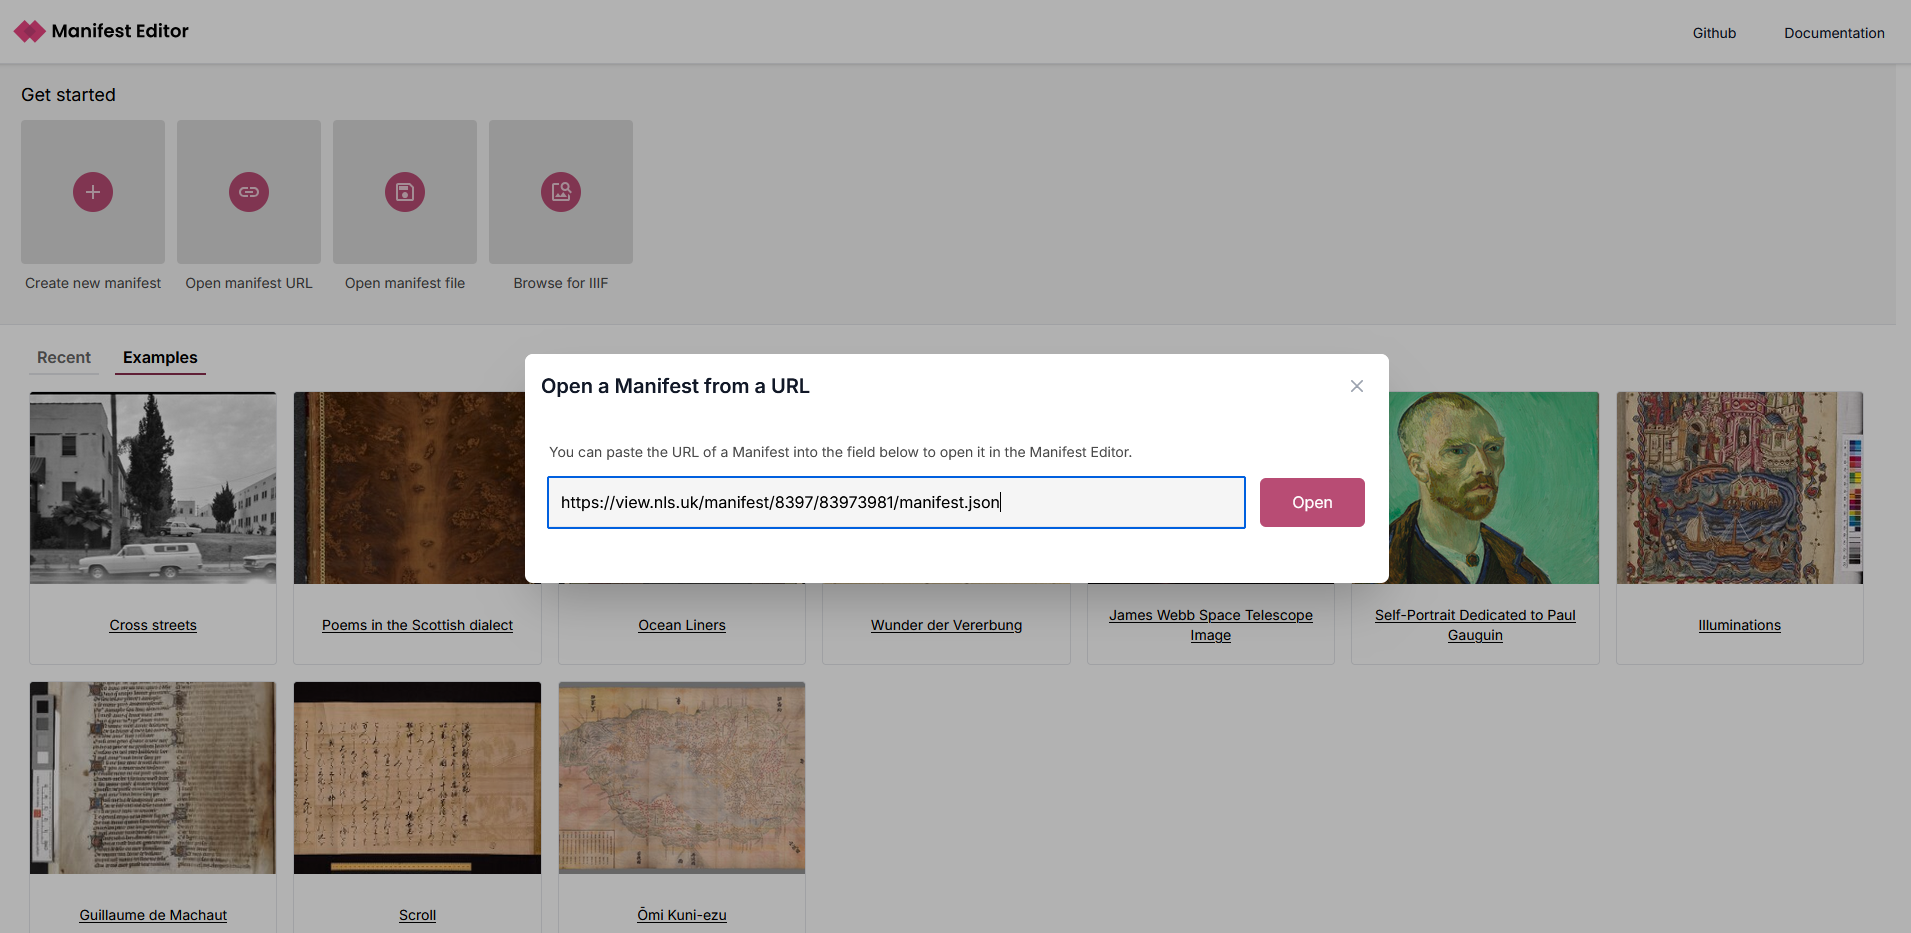 Manifest Editor
Github
Documentation
Get started
Create new manifest
Open manifest URL
Open manifest file
Browse for IIIF
Recent
Examples
Open a Manifest from a URL
You can paste the URL of a Manifest into the field below to open it in the Manifest Editor.
https://view.nls.uk/manifest/8397/83973981/manifest.json
Open
Cross streets
Poems in the Scottish dialect
Ocean Liners
Wunder der Vererbung
James Webb Space Telescope
Image
Self-Portrait Dedicated to Paul
Gauguin
Illuminations
Guillaume de Machaut
Scroll
Ōmi Kuni-ezu